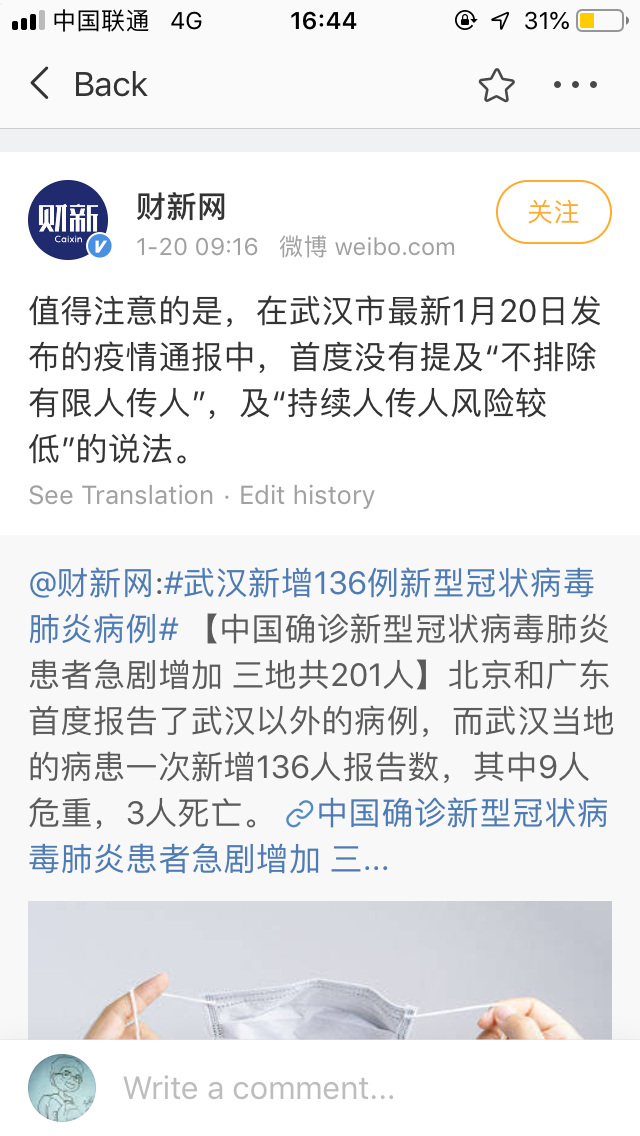 中国联通 4G 16:44 31%
Back
财新
Caixin
财新网
1-20 09:16 微博 weibo.com
关注
值得注意的是，在武汉市最新1月20日发
布的疫情通报中，首度没有提及“不排除
有限人传人”，及“持续人传人风险较
低”的说法。
See Translation · Edit history
@财新网:#武汉新增136例新型冠状病毒
肺炎病例# 【中国确诊新型冠状病毒肺炎
患者急剧增加 三地共201人】北京和广东
首度报告了武汉以外的病例，而武汉当地
的病患一次新增136人报告数，其中9人
危重，3人死亡。 中国确诊新型冠状病
毒肺炎患者急剧增加 三...
Write a comment...